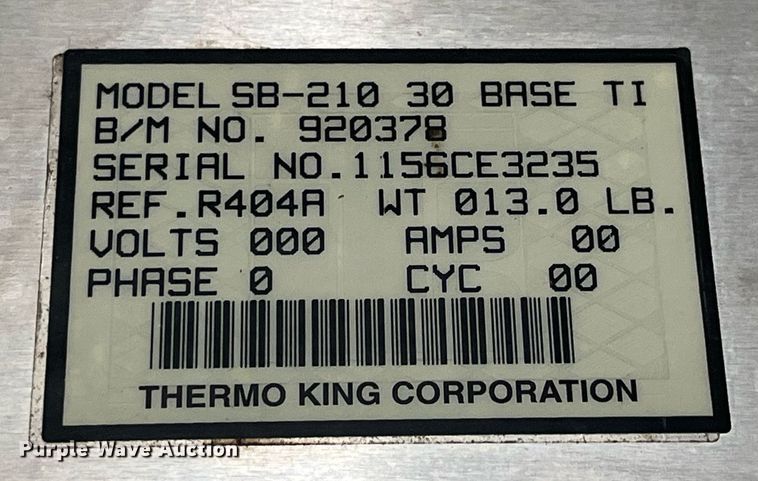 MODEL SB-210 30 BASE TI
B/M NO. 920378
SERIAL NO.1156CE3235
REF.R404A WT 013.0 LB.
VOLTS 000 AMPS 00
PHASE 0 CYC 00
THERMO KING CORPORATION
Purple Wave Auction